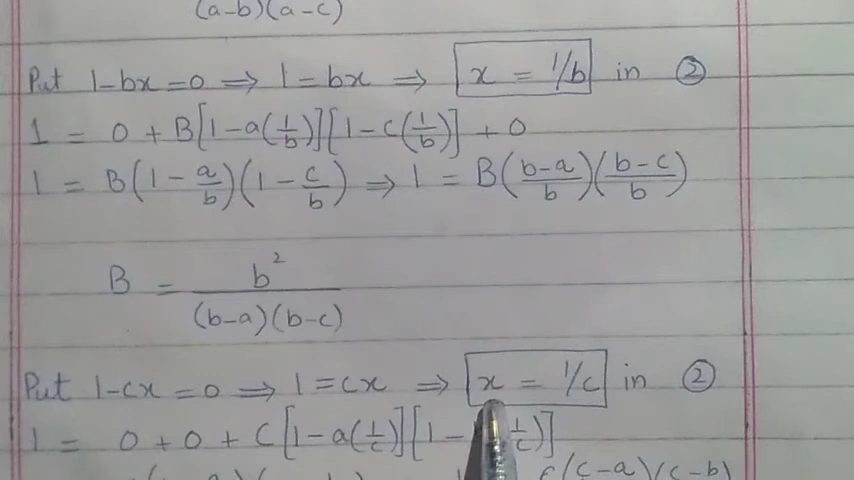 (a-b)(a-c)
Put 1-bx=0 ⇒ 1=bx ⇒ x = 1/b in ②
1 = 0 + B[1-a(1/b)][1-c(1/b)] + 0
1 = B(1-a/b)(1-c/b) ⇒ 1 = B((b-a)/b)((b-c)/b)
B = b²/((b-a)(b-c))
Put 1-cx=0 ⇒ 1=cx ⇒ x = 1/c in ②
1 = 0 + 0 + C[1-a(1/c)][1- (1/c)]
(c-a)(c-b)